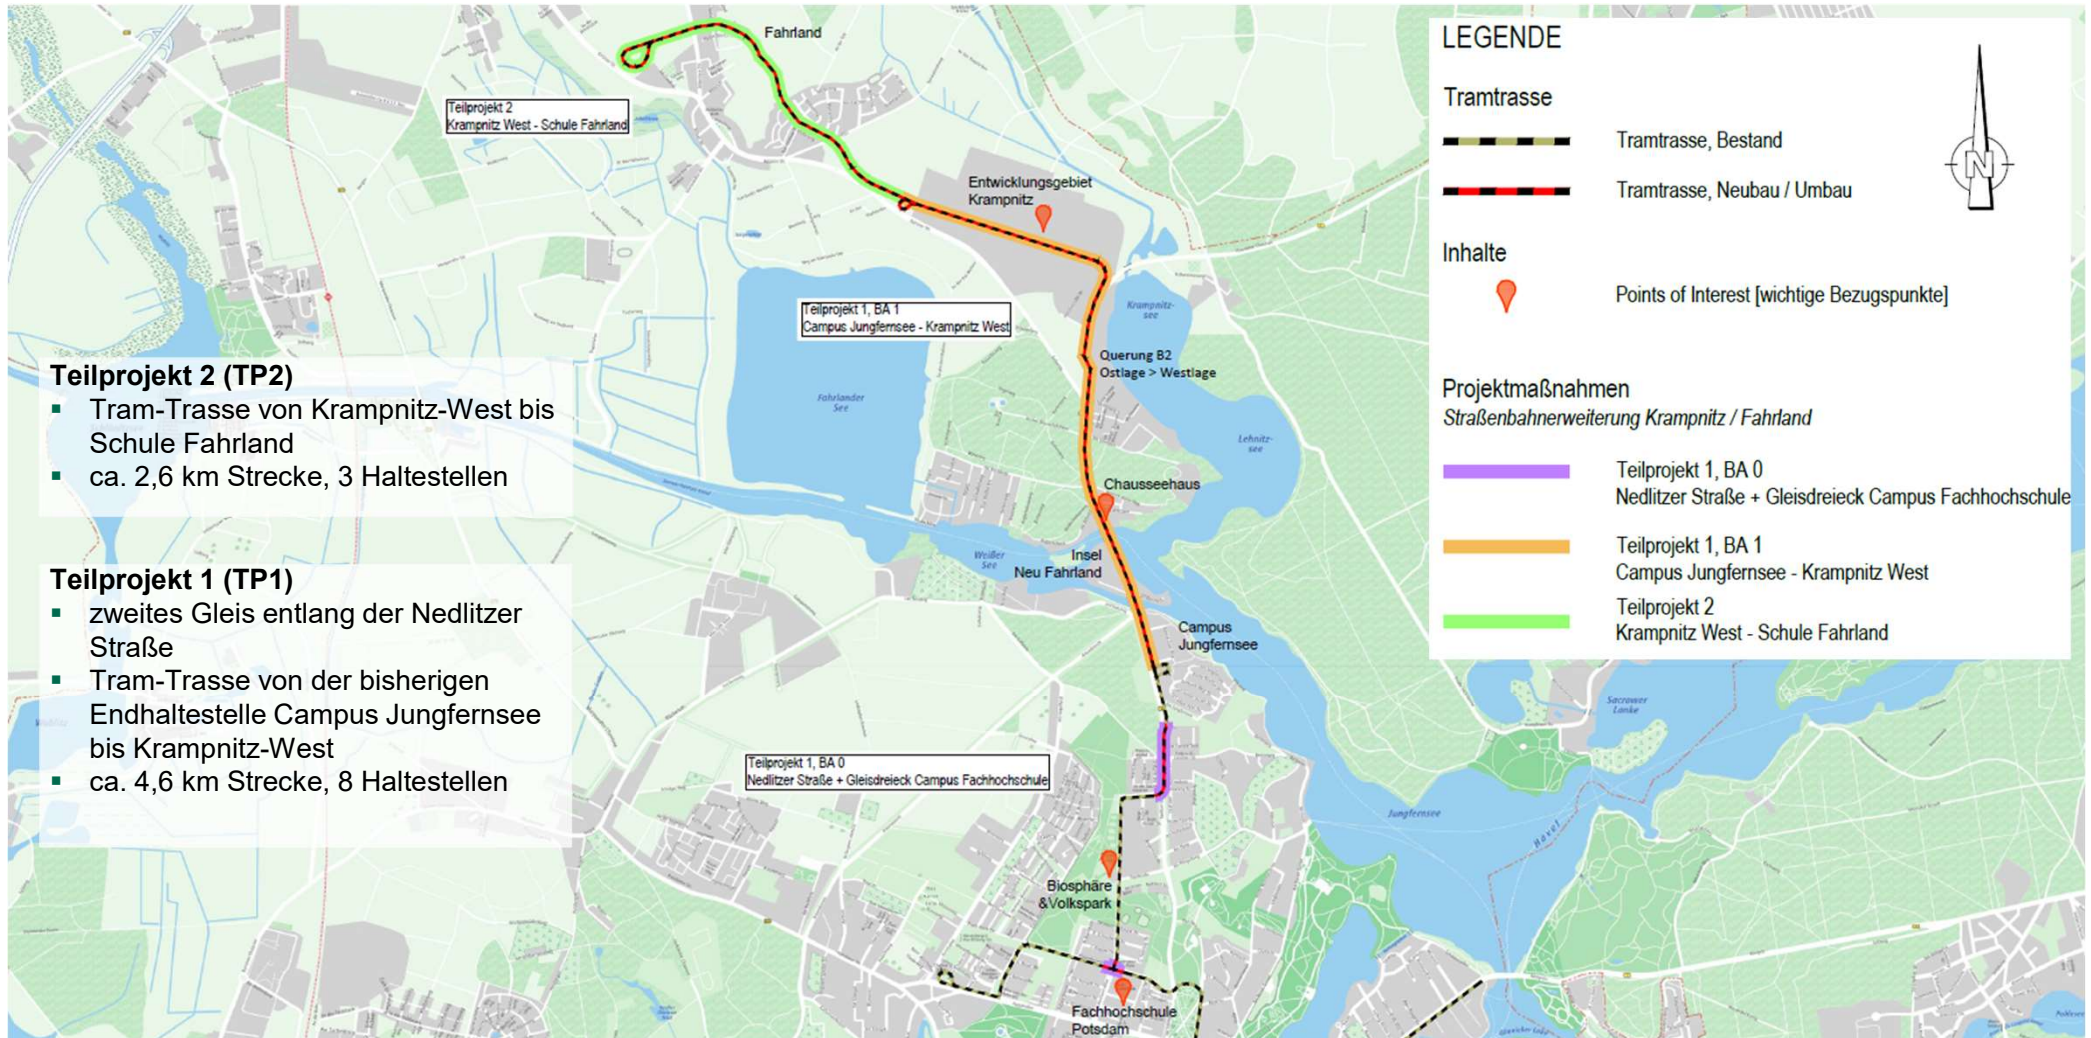 Fahrland
Teilprojekt 2
Krampnitz West - Schule Fahrland
Entwicklungsgebiet
Krampnitz
Teilprojekt 1, BA 1
Campus Jungfernsee - Krampnitz West
Krampnitz-
see
Querung B2
Ostlage > Westlage
Fahrlander
See
Lehnitz-
see
Chausseehaus
Weißer
See
Insel
Neu Fahrland
Campus
Jungfernsee
Teilprojekt 1, BA 0
Nedlitzer Straße + Gleisdreieck Campus Fachhochschule
Sacrower
Lanke
Jungfernsee
Havel
Biosphäre
&Volkspark
Fachhochschule
Potsdam
Teilprojekt 2 (TP2)
▪ Tram-Trasse von Krampnitz-West bis
Schule Fahrland
▪ ca. 2,6 km Strecke, 3 Haltestellen
Teilprojekt 1 (TP1)
▪ zweites Gleis entlang der Nedlitzer
Straße
▪ Tram-Trasse von der bisherigen
Endhaltestelle Campus Jungfernsee
bis Krampnitz-West
▪ ca. 4,6 km Strecke, 8 Haltestellen
LEGENDE
Tramtrasse
Tramtrasse, Bestand
Tramtrasse, Neubau / Umbau
N
Inhalte
Points of Interest [wichtige Bezugspunkte]
Projektmaßnahmen
Straßenbahnerweiterung Krampnitz / Fahrland
Teilprojekt 1, BA 0
Nedlitzer Straße + Gleisdreieck Campus Fachhochschule
Teilprojekt 1, BA 1
Campus Jungfernsee - Krampnitz West
Teilprojekt 2
Krampnitz West - Schule Fahrland